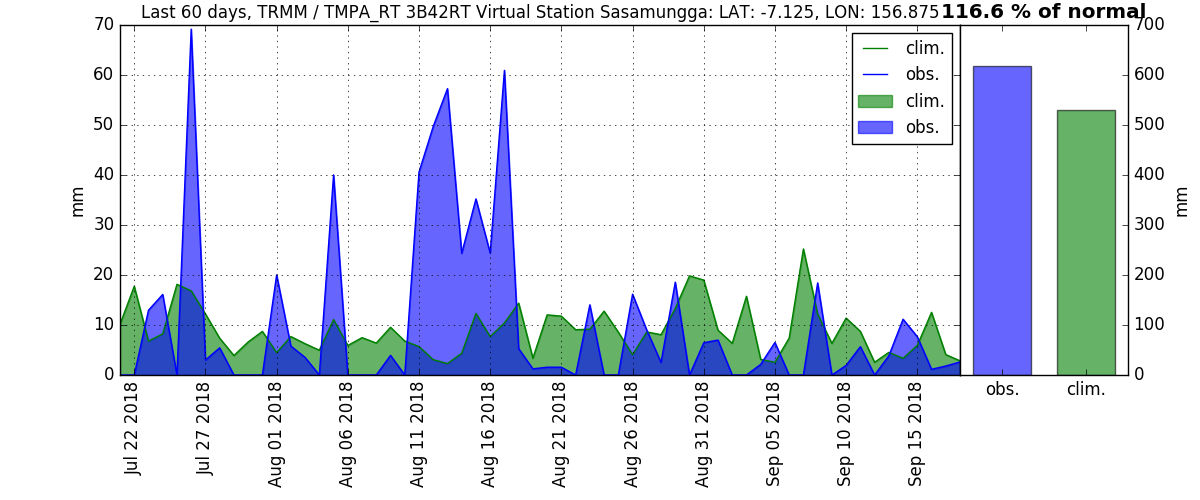 Last 60 days, TRMM / TMPA_RT 3B42RT Virtual Station Sasamungga: LAT: -7.125, LON: 156.875
116.6 % of normal
70
60
50
40
30
20
10
0
mm
clim.
obs.
clim.
obs.
Jul 22 2018
Jul 27 2018
Aug 01 2018
Aug 06 2018
Aug 11 2018
Aug 16 2018
Aug 21 2018
Aug 26 2018
Aug 31 2018
Sep 05 2018
Sep 10 2018
Sep 15 2018
700
600
500
400
300
200
100
0
mm
obs.
clim.